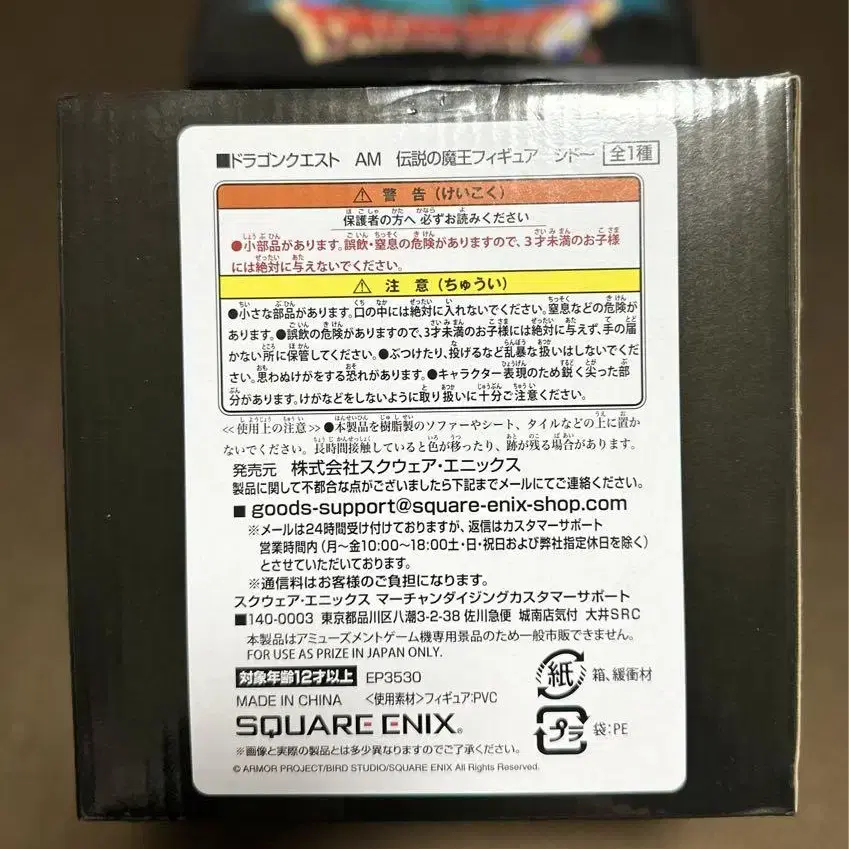 ■ドラゴンクエスト AM 伝説の魔王フィギュア シドー 全1種
⚠ 警告(けいこく)
保護者の方へ 必ずお読みください
●小部品があります。誤飲・窒息の危険がありますので、3才未満のお子様
には絶対に与えないでください。
⚠ 注意(ちゅうい)
●小さな部品があります。口の中には絶対に入れないでください。窒息などの危険が
あります。●誤飲の危険がありますので、3才未満のお子様には絶対に与えず、手の届
かない所に保管してください。●ぶつけたり、投げるなど乱暴な扱いはしないでくだ
さい。思わぬけがをする恐れがあります。●キャラクター表現のため鋭く尖った部
分があります。けがなどをしないように取り扱いに十分ご注意ください。
≪使用上の注意≫●本製品を樹脂製のソファーやシート、タイルなどの上に置か
ないでください。長時間接触していると色が移ったり、跡が残る場合があります。
発売元 株式会社スクウェア・エニックス
製品に関して不都合な点がございましたら下記までメールにてご連絡ください。
■goods-support@square-enix-shop.com
※メールは24時間受け付けておりますが、返信はカスタマーサポート
営業時間内(月〜金10:00〜18:00土・日・祝日および弊社指定休日を除く)
とさせていただいております。
※通信料はお客様のご負担になります。
スクウェア・エニックス マーチャンダイジングカスタマーサポート
■140-0003 東京都品川区八潮3-2-38 佐川急便 城南店気付 大井SRC
本製品はアミューズメントゲーム機専用景品のため一般市販できません。
FOR USE AS PRIZE IN JAPAN ONLY.
対象年齢12才以上 EP3530
MADE IN CHINA 〈使用素材〉フィギュア:PVC
紙 箱、緩衝材
SQUARE ENIX®
プラ 袋:PE
※画像と実際の製品とは多少異なりますのでご了承ください。
© ARMOR PROJECT/BIRD STUDIO/SQUARE ENIX All Rights Reserved.